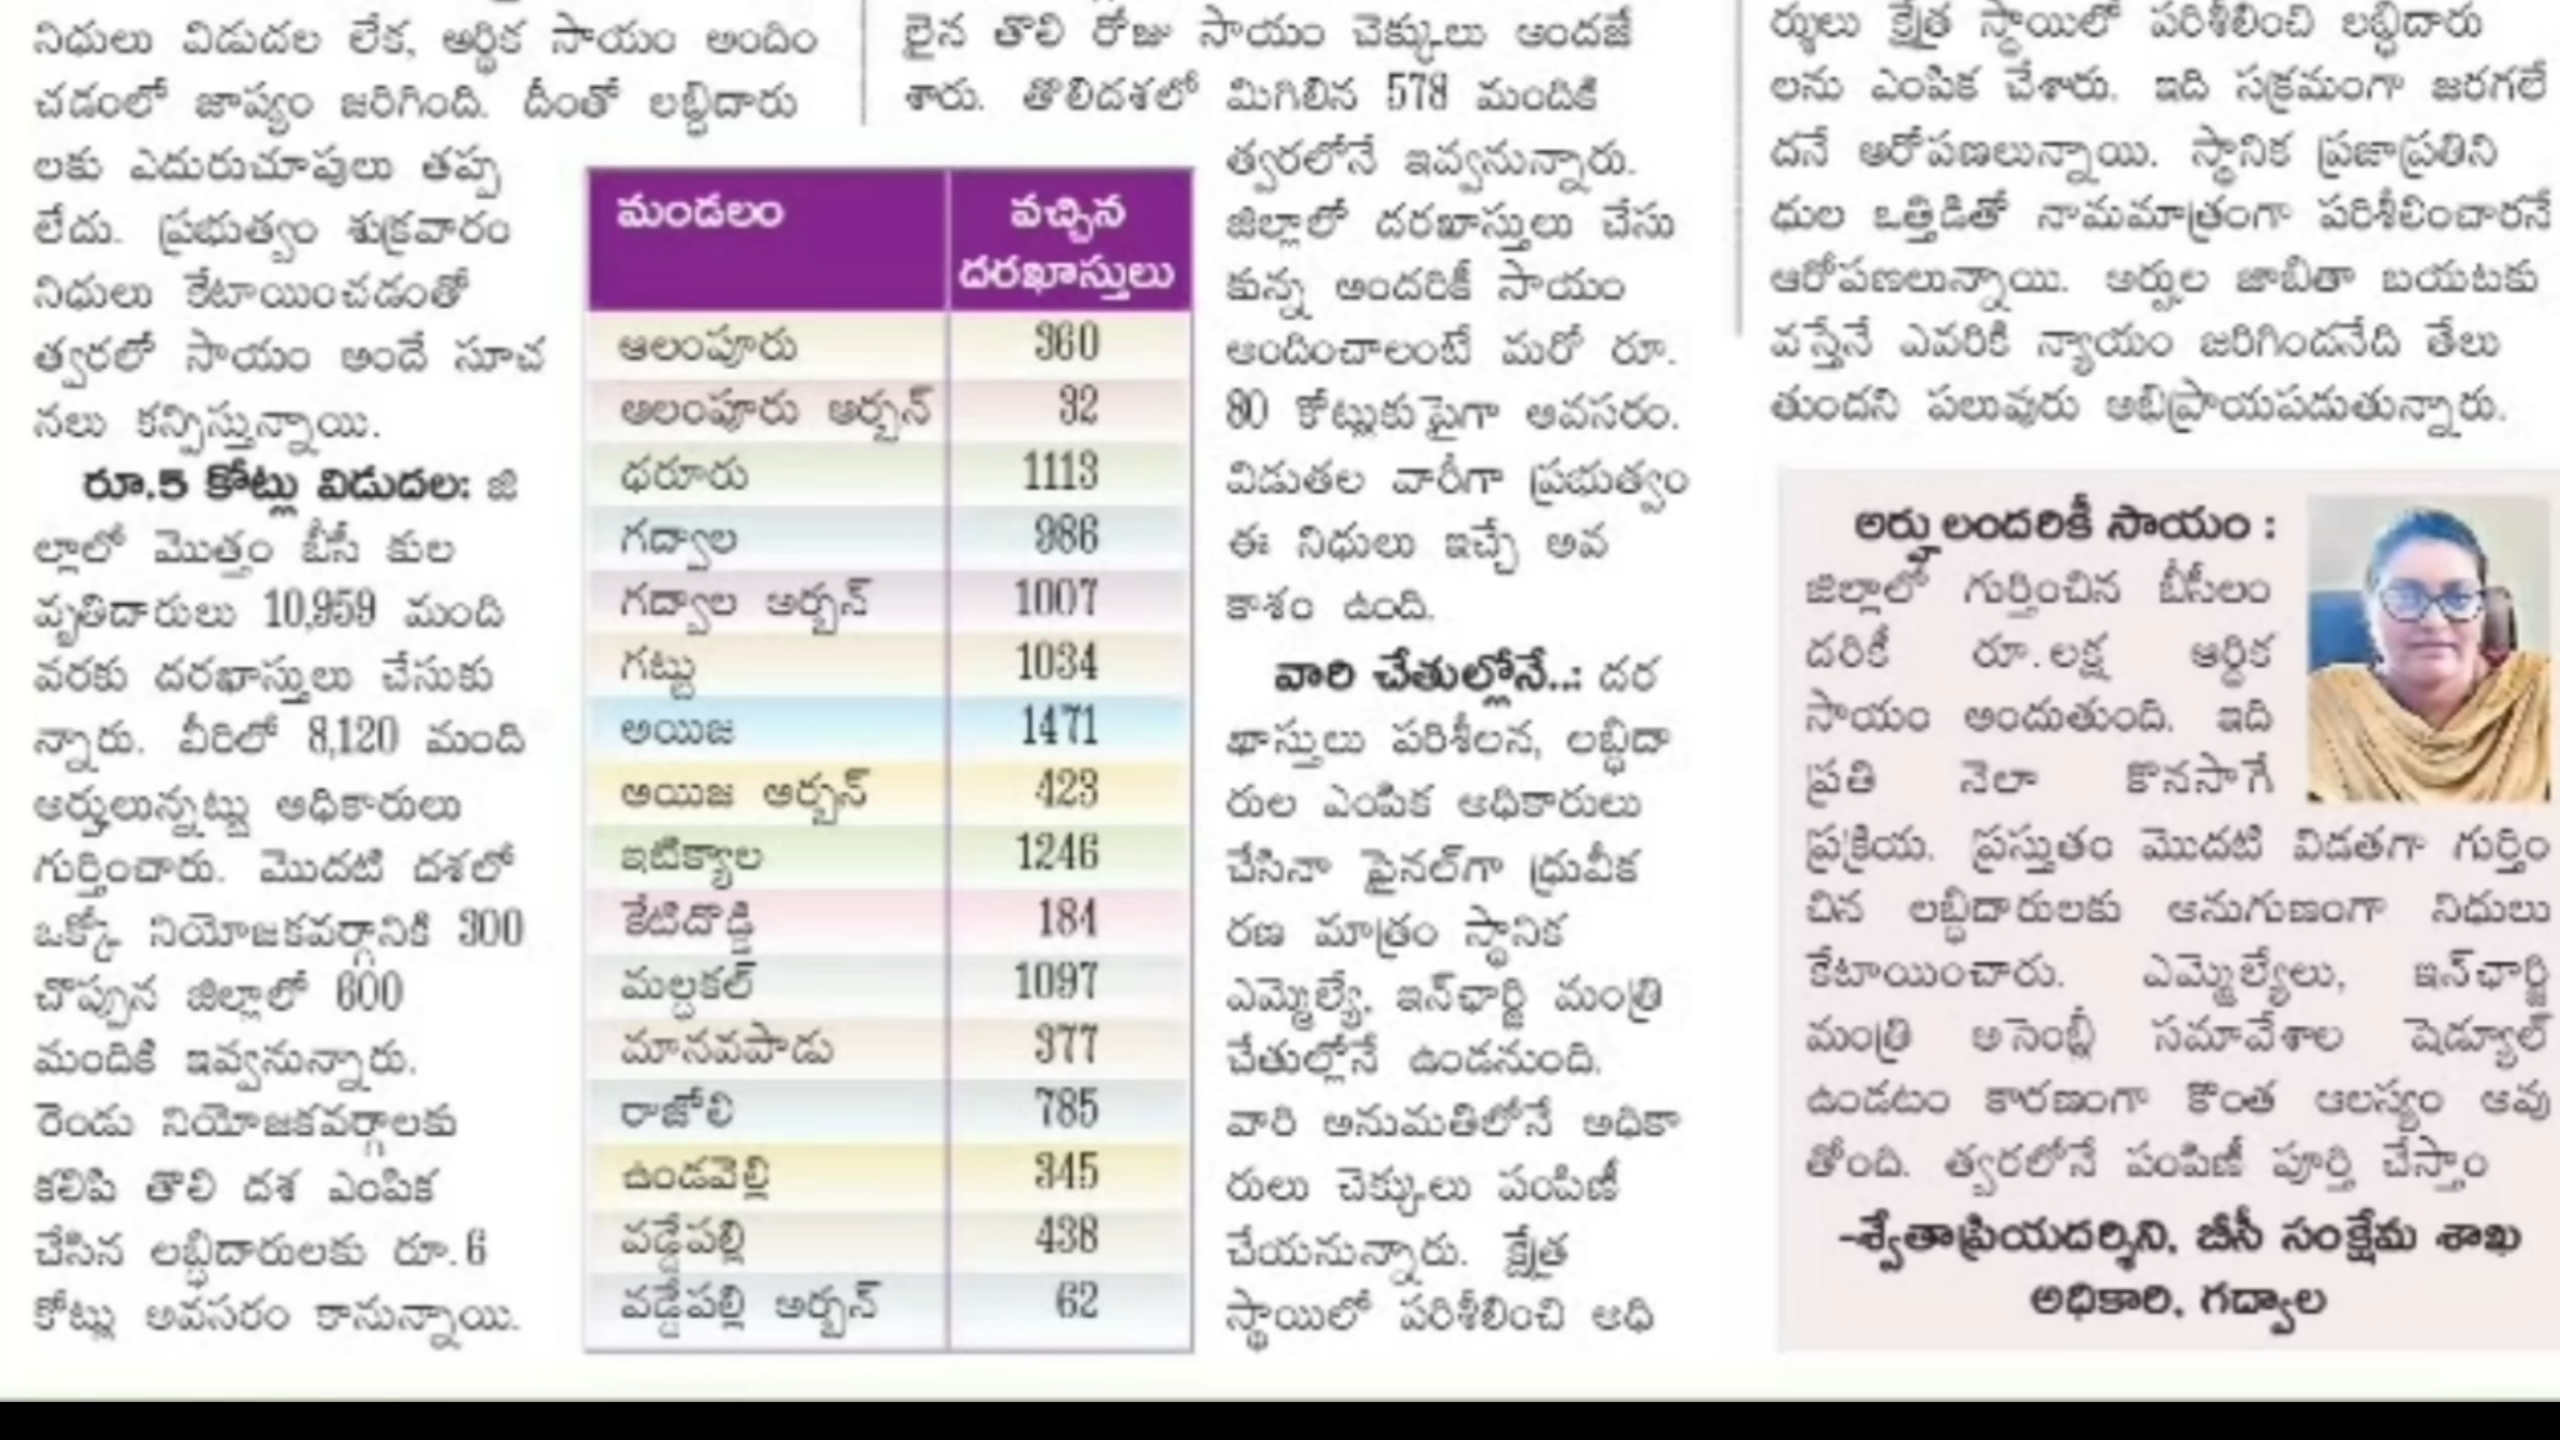 నిధులు విడుదల లేక, ఆర్థిక సాయం అందిం
చడంలో జాప్యం జరిగింది. దీంతో లబ్ధిదారు
లకు ఎదురుచూపులు తప్ప
లేదు. ప్రభుత్వం శుక్రవారం
నిధులు కేటాయించడంతో
త్వరలో సాయం అందే సూచ
నలు కన్పిస్తున్నాయి.
రూ.5 కోట్లు విడుదల: జి
ల్లాలో మొత్తం బీసీ కుల
వృతిదారులు 10,959 మంది
వరకు దరఖాస్తులు చేసుకు
న్నారు. వీరిలో 8,120 మంది
ఆర్హులున్నట్లు అధికారులు
గుర్తించారు. మొదటి దశలో
ఒక్కో నియోజకవర్గానికి 300
చొప్పున జిల్లాలో 600
మందికి ఇవ్వనున్నారు.
రెండు నియోజకవర్గాలకు
కలిపి తొలి దశ ఎంపిక
చేసిన లబ్ధిదారులకు రూ.6
కోట్లు అవసరం కానున్నాయి.
లైన తొలి రోజు సాయం చెక్కులు అందజే
శారు. తొలిదశలో మిగిలిన 578 మందికి
త్వరలోనే ఇవ్వనున్నారు.
జిల్లాలో దరఖాస్తులు చేసు
కున్న అందరికీ సాయం
అందించాలంటే మరో రూ.
80 కోట్లుకుపైగా అవసరం.
విడుతల వారీగా ప్రభుత్వం
ఈ నిధులు ఇచ్చే అవ
కాశం ఉంది.
వారి చేతుల్లోనే..: దర
ఖాస్తులు పరిశీలన, లబ్ధిదా
రుల ఎంపిక ఆధికారులు
చేసినా ఫైనల్‌గా ధ్రువీక
రణ మాత్రం స్థానిక
ఎమ్మెల్యే, ఇన్‌ఛార్జి మంత్రి
చేతుల్లోనే ఉండనుంది.
వారి అనుమతిలోనే అధికా
రులు చెక్కులు పంపిణీ
చేయనున్నారు. క్షేత్ర
స్థాయిలో పరిశీలించి ఆధి
మండలం వచ్చిన దరఖాస్తులు
ఆలంపూరు 360
అలంపూరు అర్బన్ 32
ధరూరు 1113
గద్వాల 986
గద్వాల అర్బన్ 1007
గట్టు 1034
అయిజ 1471
అయిజ అర్బన్ 423
ఇటిక్యాల 1246
కేటిదొడ్డి 184
మల్దకల్ 1097
మానవపాడు 377
రాజోలి 785
ఉండవెల్లి 345
వడ్డేపల్లి 438
వడ్డేపల్లి అర్బన్ 62
ర్శులు క్షేత్ర స్థాయిలో పరిశీలించి లబ్ధిదారు
లను ఎంపిక చేశారు. ఇది సక్రమంగా జరగలే
దనే ఆరోపణలున్నాయి. స్థానిక ప్రజాప్రతిని
ధుల ఒత్తిడితో నామమాత్రంగా పరిశీలించారనే
ఆరోపణలున్నాయి. అర్హుల జాబితా బయటకు
వస్తేనే ఎవరికి న్యాయం జరిగిందనేది తేలు
తుందని పలువురు అభిప్రాయపడుతున్నారు.
అర్హులందరికీ సాయం :
జిల్లాలో గుర్తించిన బీసీలం
దరికీ రూ.లక్ష ఆర్థిక
సాయం అందుతుంది. ఇది
ప్రతి నెలా కొనసాగే
ప్రక్రియ. ప్రస్తుతం మొదటి విడతగా గుర్తిం
చిన లబ్ధిదారులకు ఆనుగుణంగా నిధులు
కేటాయించారు. ఎమ్మెల్యేలు, ఇన్‌ఛార్జి
మంత్రి అసెంబ్లీ సమావేశాల షెడ్యూల్
ఉండటం కారణంగా కొంత ఆలస్యం ఆవు
తోంది. త్వరలోనే పంపిణీ పూర్తి చేస్తాం
-శ్వేతాప్రియదర్శిని, బీసీ సంక్షేమ శాఖ
అధికారి, గద్వాల